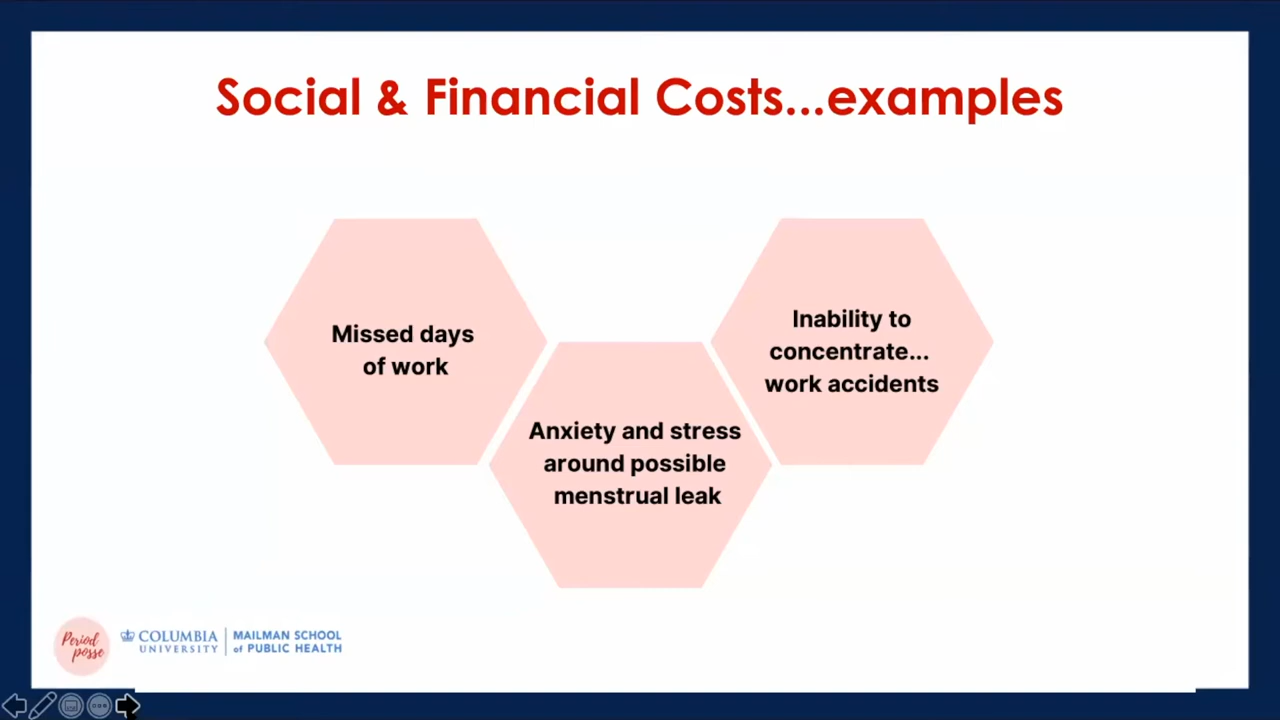 Social & Financial Costs...examples
Missed days
of work
Anxiety and stress
around possible
menstrual leak
Inability to
concentrate...
work accidents
Period
posse
COLUMBIA
UNIVERSITY
MAILMAN SCHOOL
of PUBLIC HEALTH